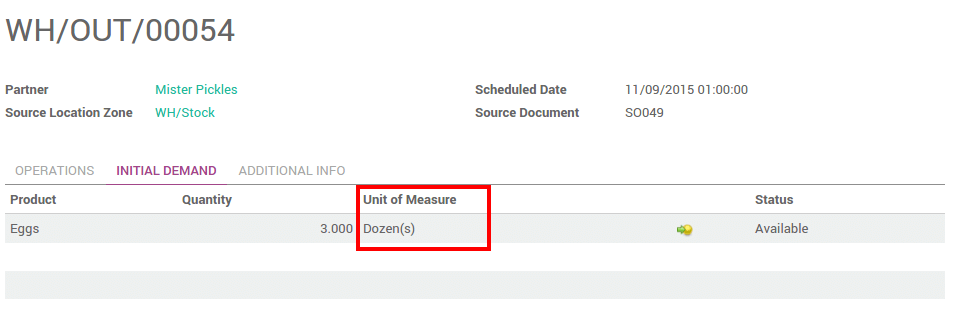 WH/OUT/00054
Partner Mister Pickles Scheduled Date 11/09/2015 01:00:00
Source Location Zone WH/Stock Source Document SO049
OPERATIONS INITIAL DEMAND ADDITIONAL INFO
Product Quantity Unit of Measure Status
Eggs 3.000 Dozen(s) Available